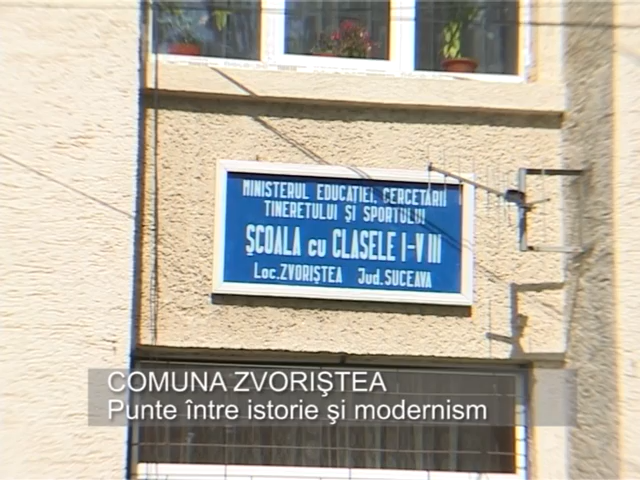 MINISTERUL EDUCAŢIEI, CERCETĂRII
TINERETULUI ŞI SPORTULUI
ŞCOALA cu CLASELE I-VIII
Loc.ZVORIŞTEA Jud.SUCEAVA
COMUNA ZVORIŞTEA
Punte între istorie şi modernism